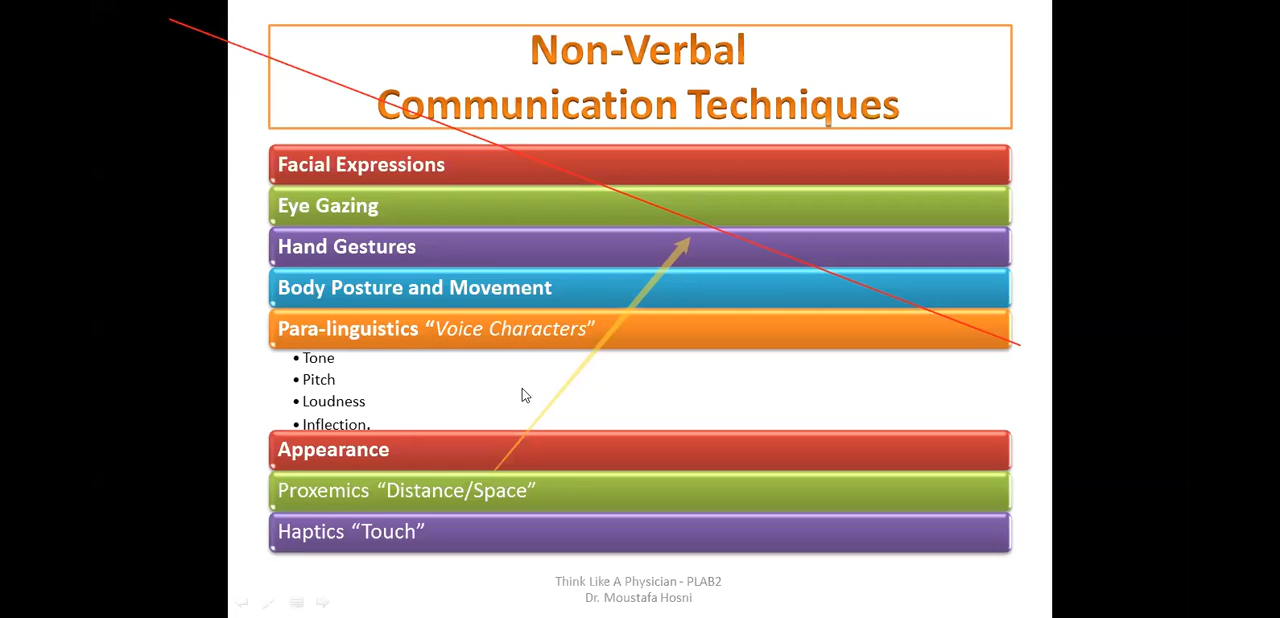 Non-Verbal
Communication Techniques
Facial Expressions
Eye Gazing
Hand Gestures
Body Posture and Movement
Para-linguistics “Voice Characters”
• Tone
• Pitch
• Loudness
• Inflection.
Appearance
Proxemics “Distance/Space”
Haptics “Touch”
Think Like A Physician - PLAB2
Dr. Moustafa Hosni